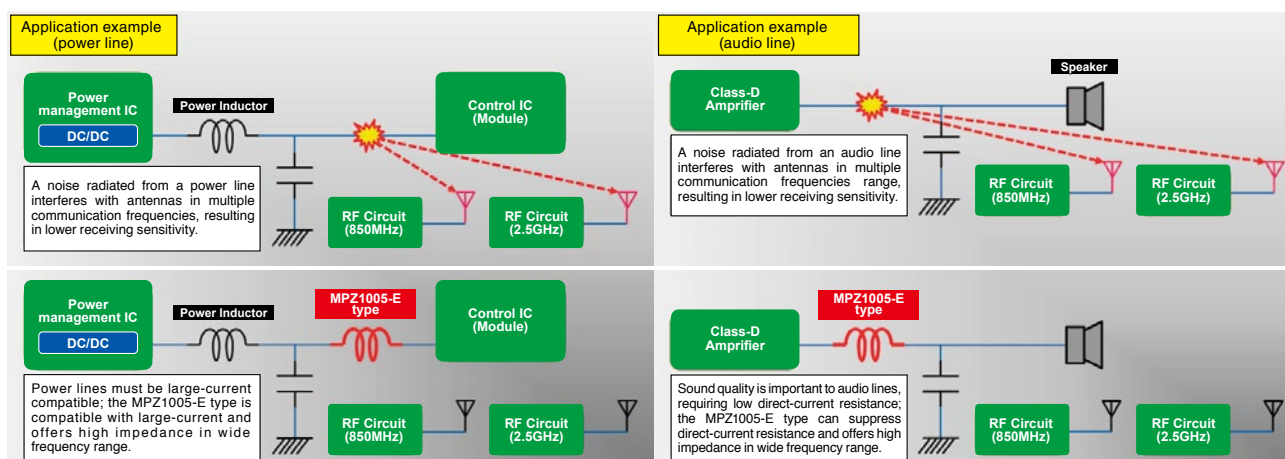 Application example
(power line)
Power
management IC
DC/DC
Power Inductor
Control IC
(Module)
A noise radiated from a power line
interferes with antennas in multiple
communication frequencies, resulting
in lower receiving sensitivity.
RF Circuit
(850MHz)
RF Circuit
(2.5GHz)
Application example
(audio line)
Class-D
Amprifier
Speaker
A noise radiated from an audio line
interferes with antennas in multiple
communication frequencies range,
resulting in lower receiving sensitivity.
RF Circuit
(850MHz)
RF Circuit
(2.5GHz)
Power
management IC
DC/DC
Power Inductor
MPZ1005-E
type
Control IC
(Module)
Power lines must be large-current
compatible; the MPZ1005-E type is
compatible with large-current and
offers high impedance in wide
frequency range.
RF Circuit
(850MHz)
RF Circuit
(2.5GHz)
Class-D
Amprifier
MPZ1005-E
type
Sound quality is important to audio lines,
requiring low direct-current resistance;
the MPZ1005-E type can suppress
direct-current resistance and offers high
impedance in wide frequency range.
RF Circuit
(850MHz)
RF Circuit
(2.5GHz)